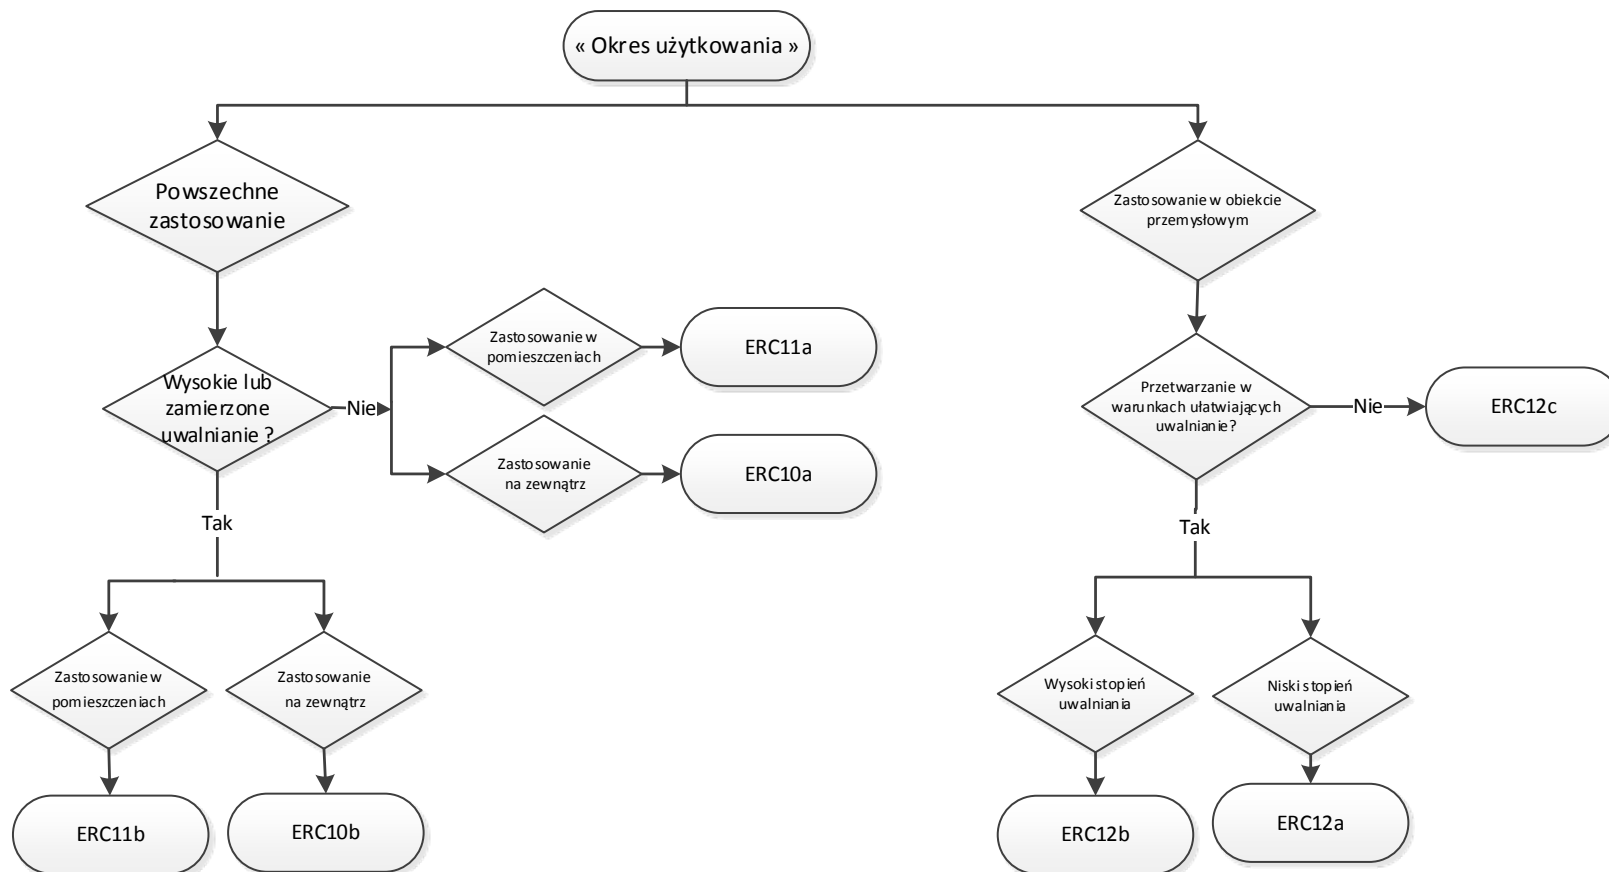 « Okres użytkowania »
Powszechne
zastosowanie
Zastosowanie w obiekcie
przemysłowym
Wysokie lub
zamierzone
uwalnianie ?
Nie
Zastosowanie w
pomieszczeniach
ERC11a
Zastosowanie
na zewnątrz
ERC10a
Przetwarzanie w
warunkach ułatwiających
uwalnianie?
Nie
ERC12c
Tak
Tak
Zastosowanie w
pomieszczeniach
Zastosowanie
na zewnątrz
Wysoki stopień
uwalniania
Niski stopień
uwalniania
ERC11b
ERC10b
ERC12b
ERC12a